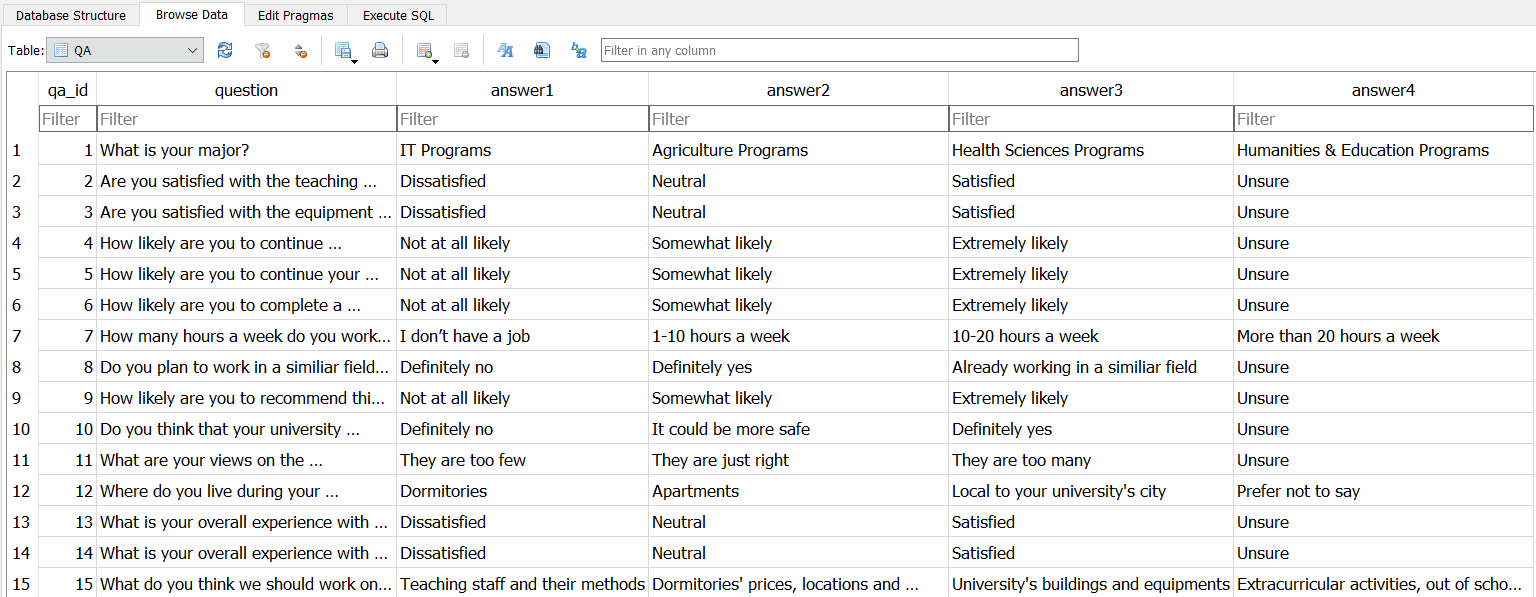 Database Structure Browse Data Edit Pragmas Execute SQL
Table: QA Filter in any column
qa_id question answer1 answer2 answer3 answer4
Filter Filter Filter Filter Filter Filter
1 1 What is your major? IT Programs Agriculture Programs Health Sciences Programs Humanities & Education Programs
2 2 Are you satisfied with the teaching ... Dissatisfied Neutral Satisfied Unsure
3 3 Are you satisfied with the equipment ... Dissatisfied Neutral Satisfied Unsure
4 4 How likely are you to continue ... Not at all likely Somewhat likely Extremely likely Unsure
5 5 How likely are you to continue your ... Not at all likely Somewhat likely Extremely likely Unsure
6 6 How likely are you to complete a ... Not at all likely Somewhat likely Extremely likely Unsure
7 7 How many hours a week do you work... I don’t have a job 1-10 hours a week 10-20 hours a week More than 20 hours a week
8 8 Do you plan to work in a similiar field... Definitely no Definitely yes Already working in a similiar field Unsure
9 9 How likely are you to recommend thi... Not at all likely Somewhat likely Extremely likely Unsure
10 10 Do you think that your university ... Definitely no It could be more safe Definitely yes Unsure
11 11 What are your views on the ... They are too few They are just right They are too many Unsure
12 12 Where do you live during your ... Dormitories Apartments Local to your university's city Prefer not to say
13 13 What is your overall experience with ... Dissatisfied Neutral Satisfied Unsure
14 14 What is your overall experience with ... Dissatisfied Neutral Satisfied Unsure
15 15 What do you think we should work on... Teaching staff and their methods Dormitories' prices, locations and ... University's buildings and equipments Extracurricular activities, out of scho...